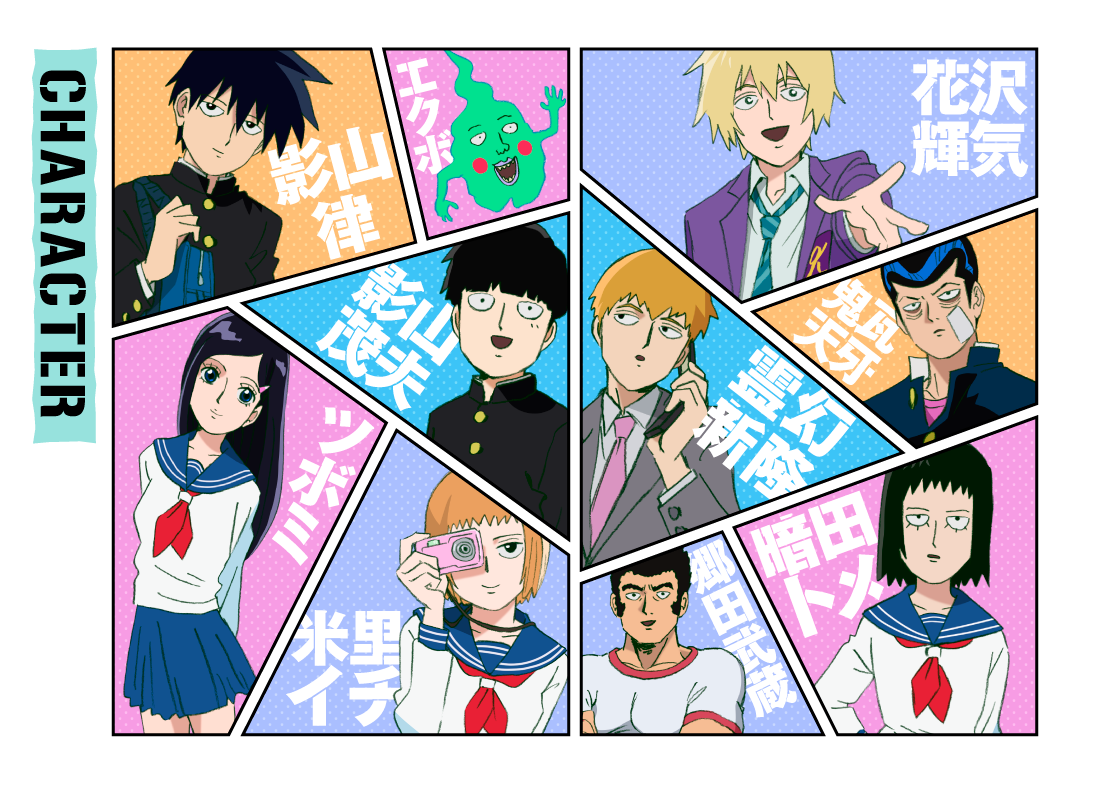 CHARACTER
影山
律
エクボ
花沢
輝気
影山
茂夫
霊幻
新隆
鬼瓦
天牙
ツボミ
米里
イチ
郷田武蔵
暗田
トメ